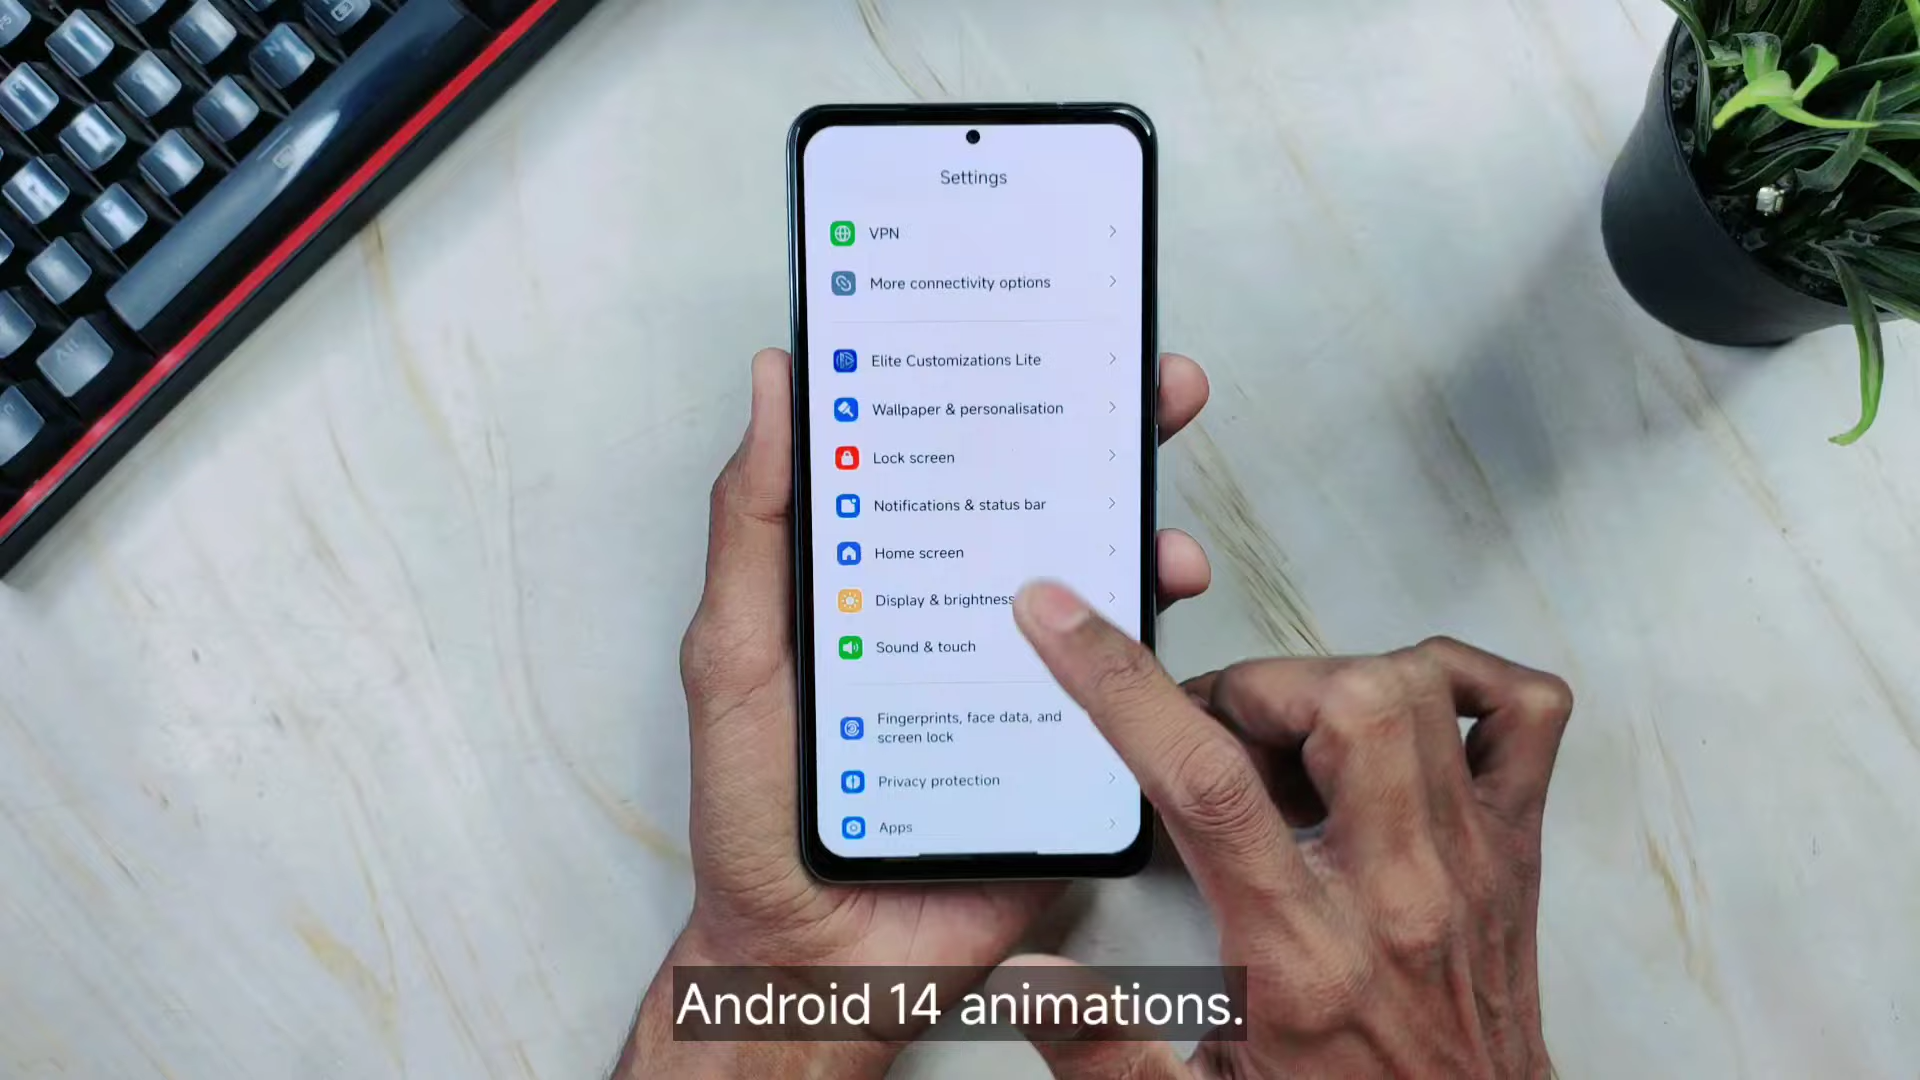 Settings
VPN
More connectivity options
Elite Customizations Lite
Wallpaper & personalisation
Lock screen
Notifications & status bar
Home screen
Display & brightness
Sound & touch
Fingerprints, face data, and
screen lock
Privacy protection
Apps
Android 14 animations.